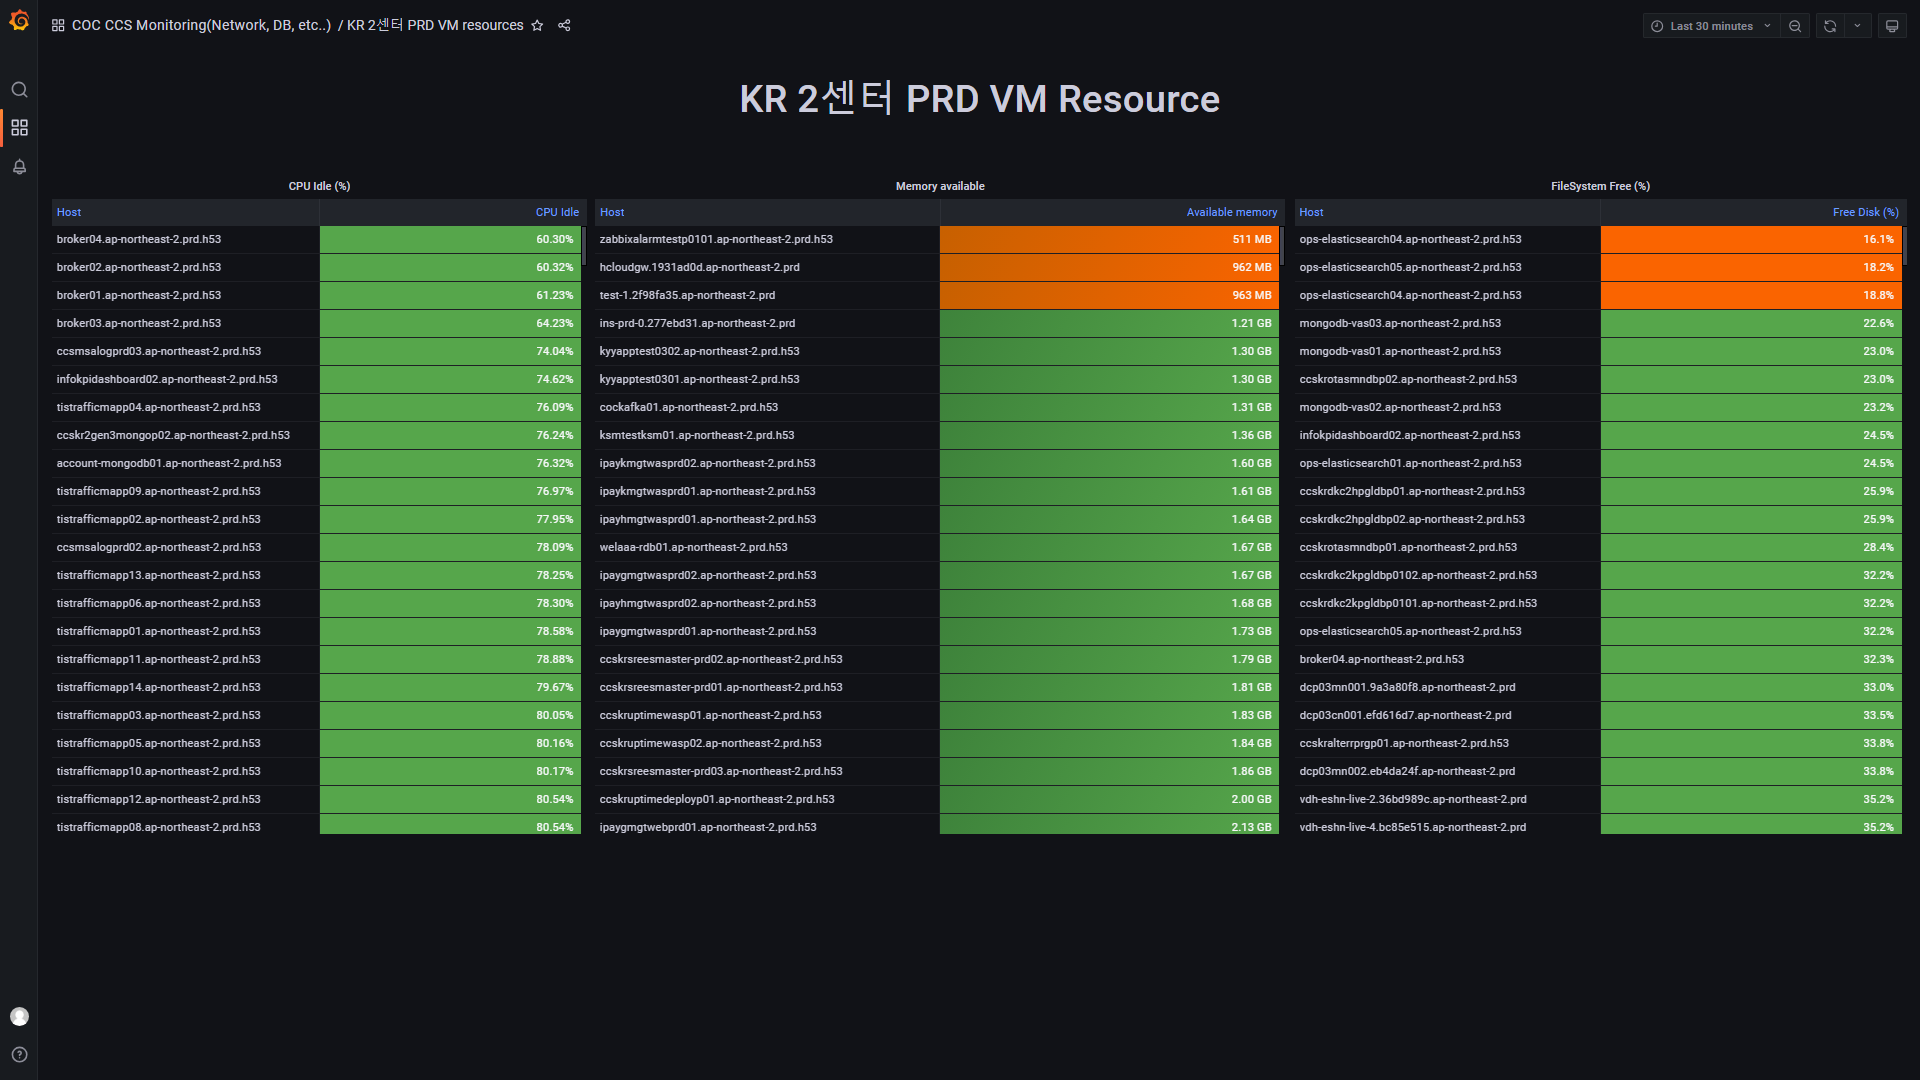 COC CCS Monitoring(Network, DB, etc..) / KR 2센터 PRD VM resources
Last 30 minutes
KR 2센터 PRD VM Resource
CPU Idle (%)
Host CPU Idle
broker04.ap-northeast-2.prd.h53 60.30%
broker02.ap-northeast-2.prd.h53 60.32%
broker01.ap-northeast-2.prd.h53 61.23%
broker03.ap-northeast-2.prd.h53 64.23%
ccsmsalogprd03.ap-northeast-2.prd.h53 74.04%
infokpidashboard02.ap-northeast-2.prd.h53 74.62%
tistrafficmapp04.ap-northeast-2.prd.h53 76.09%
ccskr2gen3mongop02.ap-northeast-2.prd.h53 76.24%
account-mongodb01.ap-northeast-2.prd.h53 76.32%
tistrafficmapp09.ap-northeast-2.prd.h53 76.97%
tistrafficmapp02.ap-northeast-2.prd.h53 77.95%
ccsmsalogprd02.ap-northeast-2.prd.h53 78.09%
tistrafficmapp13.ap-northeast-2.prd.h53 78.25%
tistrafficmapp06.ap-northeast-2.prd.h53 78.30%
tistrafficmapp01.ap-northeast-2.prd.h53 78.58%
tistrafficmapp11.ap-northeast-2.prd.h53 78.88%
tistrafficmapp14.ap-northeast-2.prd.h53 79.67%
tistrafficmapp03.ap-northeast-2.prd.h53 80.05%
tistrafficmapp05.ap-northeast-2.prd.h53 80.16%
tistrafficmapp10.ap-northeast-2.prd.h53 80.17%
tistrafficmapp12.ap-northeast-2.prd.h53 80.54%
tistrafficmapp08.ap-northeast-2.prd.h53 80.54%
Memory available
Host Available memory
zabbixalarmtestp0101.ap-northeast-2.prd.h53 511 MB
hcloudgw.1931ad0d.ap-northeast-2.prd 962 MB
test-1.2f98fa35.ap-northeast-2.prd 963 MB
ins-prd-0.277ebd31.ap-northeast-2.prd 1.21 GB
kyyapptest0302.ap-northeast-2.prd.h53 1.30 GB
kyyapptest0301.ap-northeast-2.prd.h53 1.30 GB
cockafka01.ap-northeast-2.prd.h53 1.31 GB
ksmtestksm01.ap-northeast-2.prd.h53 1.36 GB
ipaykmgtwasprd02.ap-northeast-2.prd.h53 1.60 GB
ipaykmgtwasprd01.ap-northeast-2.prd.h53 1.61 GB
ipayhmgtwasprd01.ap-northeast-2.prd.h53 1.64 GB
welaaa-rdb01.ap-northeast-2.prd.h53 1.67 GB
ipaygmgtwasprd02.ap-northeast-2.prd.h53 1.67 GB
ipayhmgtwasprd02.ap-northeast-2.prd.h53 1.68 GB
ipaygmgtwasprd01.ap-northeast-2.prd.h53 1.73 GB
ccskrsreesmaster-prd02.ap-northeast-2.prd.h53 1.79 GB
ccskrsreesmaster-prd01.ap-northeast-2.prd.h53 1.81 GB
ccskruptimewasp01.ap-northeast-2.prd.h53 1.83 GB
ccskruptimewasp02.ap-northeast-2.prd.h53 1.84 GB
ccskrsreesmaster-prd03.ap-northeast-2.prd.h53 1.86 GB
ccskruptimedeployp01.ap-northeast-2.prd.h53 2.00 GB
ipaygmgtwebprd01.ap-northeast-2.prd.h53 2.13 GB
FileSystem Free (%)
Host Free Disk (%)
ops-elasticsearch04.ap-northeast-2.prd.h53 16.1%
ops-elasticsearch05.ap-northeast-2.prd.h53 18.2%
ops-elasticsearch04.ap-northeast-2.prd.h53 18.8%
mongodb-vas03.ap-northeast-2.prd.h53 22.6%
mongodb-vas01.ap-northeast-2.prd.h53 23.0%
ccskrotasmndbp02.ap-northeast-2.prd.h53 23.0%
mongodb-vas02.ap-northeast-2.prd.h53 23.2%
infokpidashboard02.ap-northeast-2.prd.h53 24.5%
ops-elasticsearch01.ap-northeast-2.prd.h53 24.5%
ccskrdkc2hpgldbp01.ap-northeast-2.prd.h53 25.9%
ccskrdkc2hpgldbp02.ap-northeast-2.prd.h53 25.9%
ccskrotasmndbp01.ap-northeast-2.prd.h53 28.4%
ccskrdkc2kpgldbp0102.ap-northeast-2.prd.h53 32.2%
ccskrdkc2kpgldbp0101.ap-northeast-2.prd.h53 32.2%
ops-elasticsearch05.ap-northeast-2.prd.h53 32.2%
broker04.ap-northeast-2.prd.h53 32.3%
dcp03mn001.9a3a80f8.ap-northeast-2.prd 33.0%
dcp03cn001.efd616d7.ap-northeast-2.prd 33.5%
ccskralterrprgp01.ap-northeast-2.prd.h53 33.8%
dcp03mn002.eb4da24f.ap-northeast-2.prd 33.8%
vdh-eshn-live-2.36bd989c.ap-northeast-2.prd 35.2%
vdh-eshn-live-4.bc85e515.ap-northeast-2.prd 35.2%